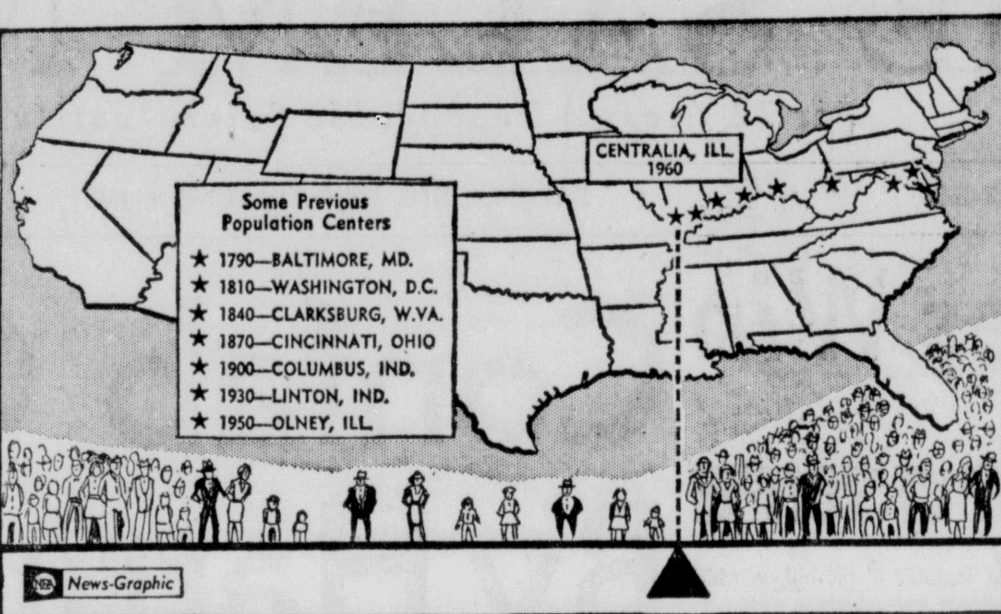 CENTRALIA, ILL.
1960
Some Previous
Population Centers
★ 1790—BALTIMORE, MD.
★ 1810—WASHINGTON, D.C.
★ 1840—CLARKSBURG, W.VA.
★ 1870—CINCINNATI, OHIO
★ 1900—COLUMBUS, IND.
★ 1930—LINTON, IND.
★ 1950—OLNEY, ILL.
NEA News-Graphic